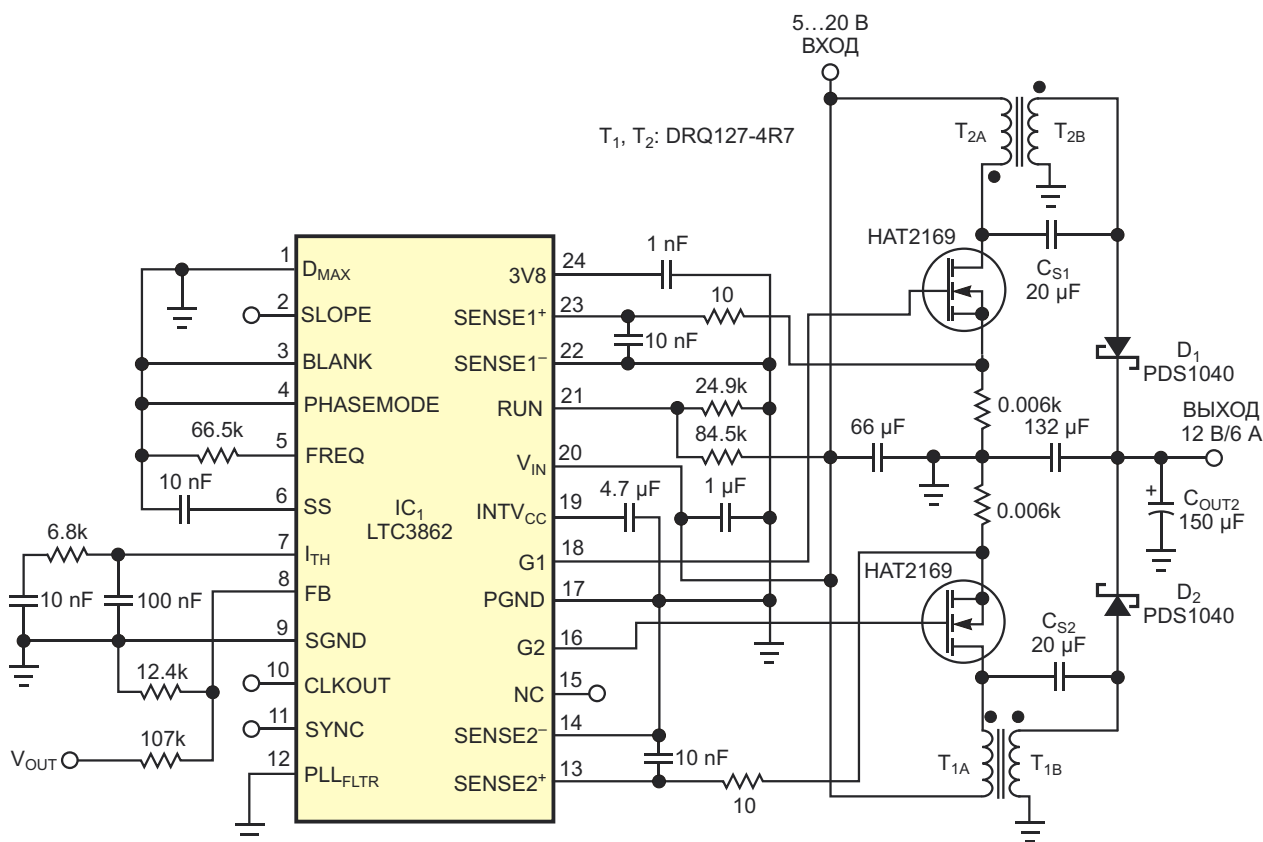 5...20 В
ВХОД
T1, T2: DRQ127-4R7
T2A
T2B
HAT2169
CS1
20 µF
D1
PDS1040
0.006k
66 µF
132 µF
ВЫХОД
12 В/6 А
COUT2
150 µF
0.006k
HAT2169
CS2
20 µF
D2
PDS1040
T1A
T1B
IC1
LTC3862
1
DMAX
2
SLOPE
3
BLANK
4
PHASEMODE
66.5k
5
FREQ
10 nF
6
SS
6.8k
7
ITH
10 nF
100 nF
8
FB
9
SGND
12.4k
10
CLKOUT
11
SYNC
VOUT
107k
12
PLLFLTR
24
3V8
1 nF
23
SENSE1+
10
10 nF
22
SENSE1–
21
RUN
24.9k
84.5k
20
VIN
1 µF
19
INTVCC
4.7 µF
18
G1
17
PGND
16
G2
15
NC
14
SENSE2–
10 nF
13
SENSE2+
10